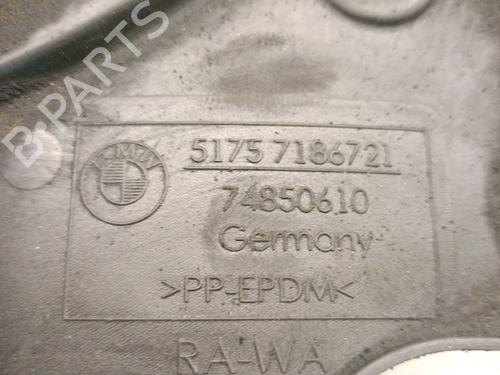 B-PARTS
BMW
5175 7186721
74850610
Germany
>PP-EPDM<
RA-WA